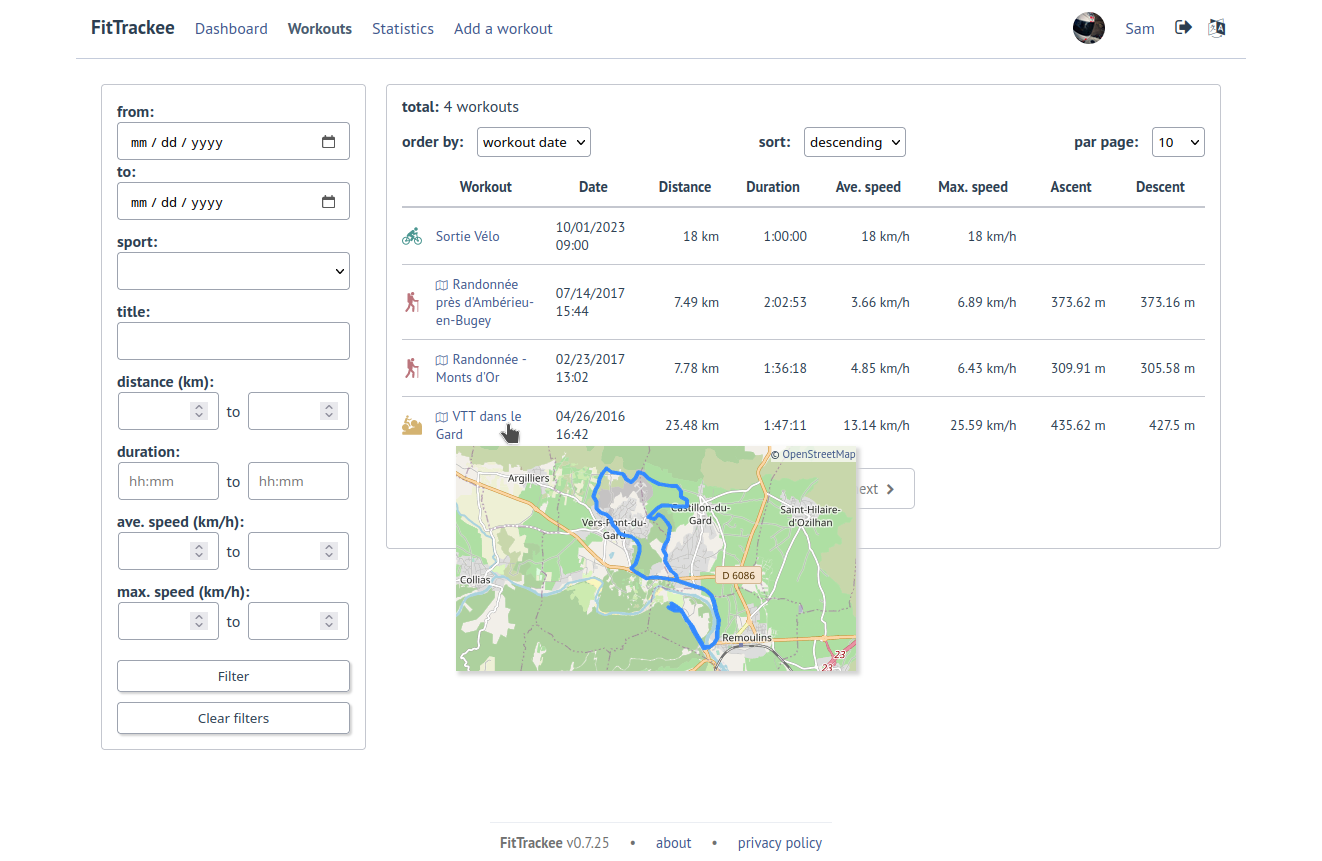 FitTrackee Dashboard Workouts Statistics Add a workout Sam
from:
mm / dd / yyyy
to:
mm / dd / yyyy
sport:
title:
distance (km):
to
duration:
hh:mm to hh:mm
ave. speed (km/h):
to
max. speed (km/h):
to
Filter
Clear filters
total: 4 workouts
order by: workout date sort: descending par page: 10
Workout Date Distance Duration Ave. speed Max. speed Ascent Descent
Sortie Vélo 10/01/2023 09:00 18 km 1:00:00 18 km/h 18 km/h
Randonnée près d'Ambérieu-en-Bugey 07/14/2017 15:44 7.49 km 2:02:53 3.66 km/h 6.89 km/h 373.62 m 373.16 m
Randonnée - Monts d'Or 02/23/2017 13:02 7.78 km 1:36:18 4.85 km/h 6.43 km/h 309.91 m 305.58 m
VTT dans le Gard 04/26/2016 16:42 23.48 km 1:47:11 13.14 km/h 25.59 km/h 435.62 m 427.5 m
© OpenStreetMap
Argilliers
ext
Castillon-du-
Gard
Saint-Hilaire-
d'Ozihan
Vers-Pont-du-
Gard
Collias
D 6086
Remoulins
23
23
FitTrackee v0.7.25 • about • privacy policy